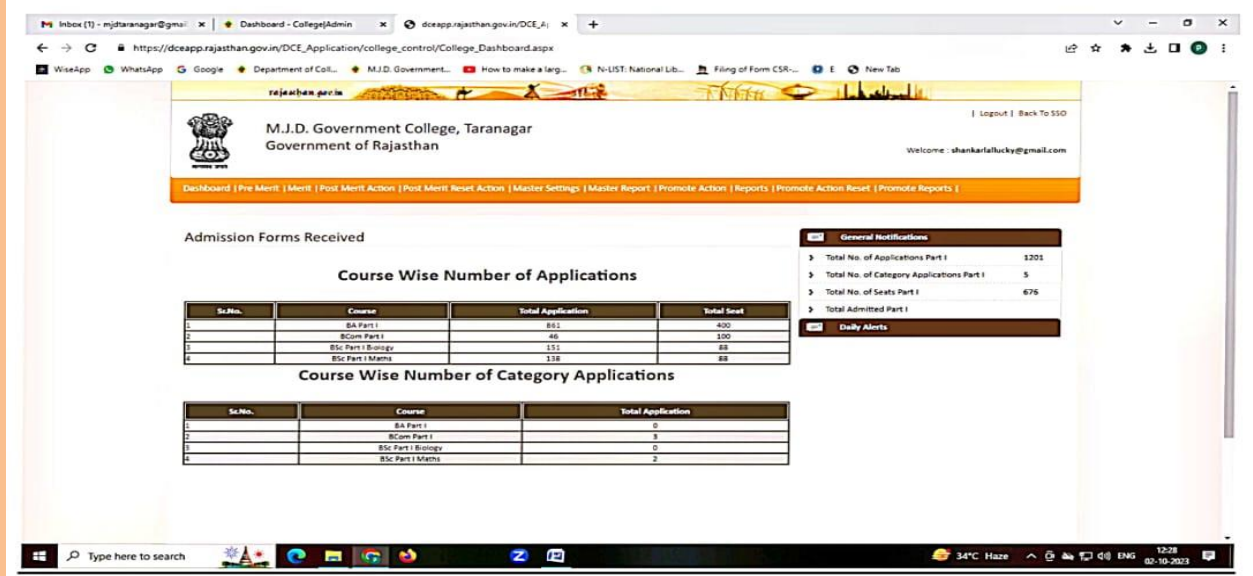 Inbox (1) - mjdtaranagar@gmai
Dashboard - College|Admin
dceapp.rajasthan.gov.in/DCE_A
https://dceapp.rajasthan.gov.in/DCE_Application/college_control/College_Dashboard.aspx
WiseApp WhatsApp Google Department of Coll... M.J.D. Government... How to make a larg... N-LIST: National Lib... Filing of Form CSR-... E New Tab
rajasthan.gov.in
| Logout | Back To SSO
M.J.D. Government College, Taranagar
Government of Rajasthan
Welcome : shankarlallucky@gmail.com
Dashboard | Pre Merit | Merit | Post Merit Action | Post Merit Reset Action | Master Settings | Master Report | Promote Action | Reports | Promote Action Reset | Promote Reports |
Admission Forms Received
Course Wise Number of Applications
Sr.No. Course Total Application Total Seat
1 BA Part I 861 400
2 BCom Part I 46 100
3 BSc Part I Biology 151 88
4 BSc Part I Maths 138 88
Course Wise Number of Category Applications
Sr.No. Course Total Application
1 BA Part I 0
2 BCom Part I 3
3 BSc Part I Biology 0
4 BSc Part I Maths 2
General Notifications
Total No. of Applications Part I 1201
Total No. of Category Applications Part I 5
Total No. of Seats Part I 676
Total Admitted Part I
Daily Alerts
Type here to search
34°C Haze
ENG
12:28
02-10-2023